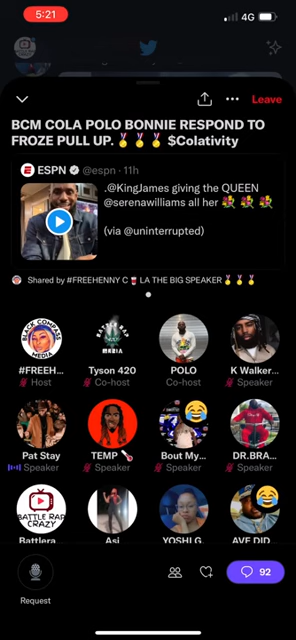 5:21
4G
Leave
BCM COLA POLO BONNIE RESPOND TO
FROZE PULL UP.🏅🏅🏅 $Colativity
ESPN @espn · 11h
.@KingJames giving the QUEEN
@serenawilliams all her 💐 💐 💐
(via @uninterrupted)
Shared by #FREEHENNY C🥤LA THE BIG SPEAKER🏅🏅🏅
BLACK COMPASS
MEDIA
BATTLE RAP
MEDIA
#FREEH... Tyson 420 POLO K Walker...
Host Co-host Co-host Speaker
Pat Stay TEMP🌡 Bout My... DR.BRA...
Speaker Speaker Speaker Speaker
BATTLE RAP
CRAZY
Battlera Asi YOSHI G. AVE DID
Request
92